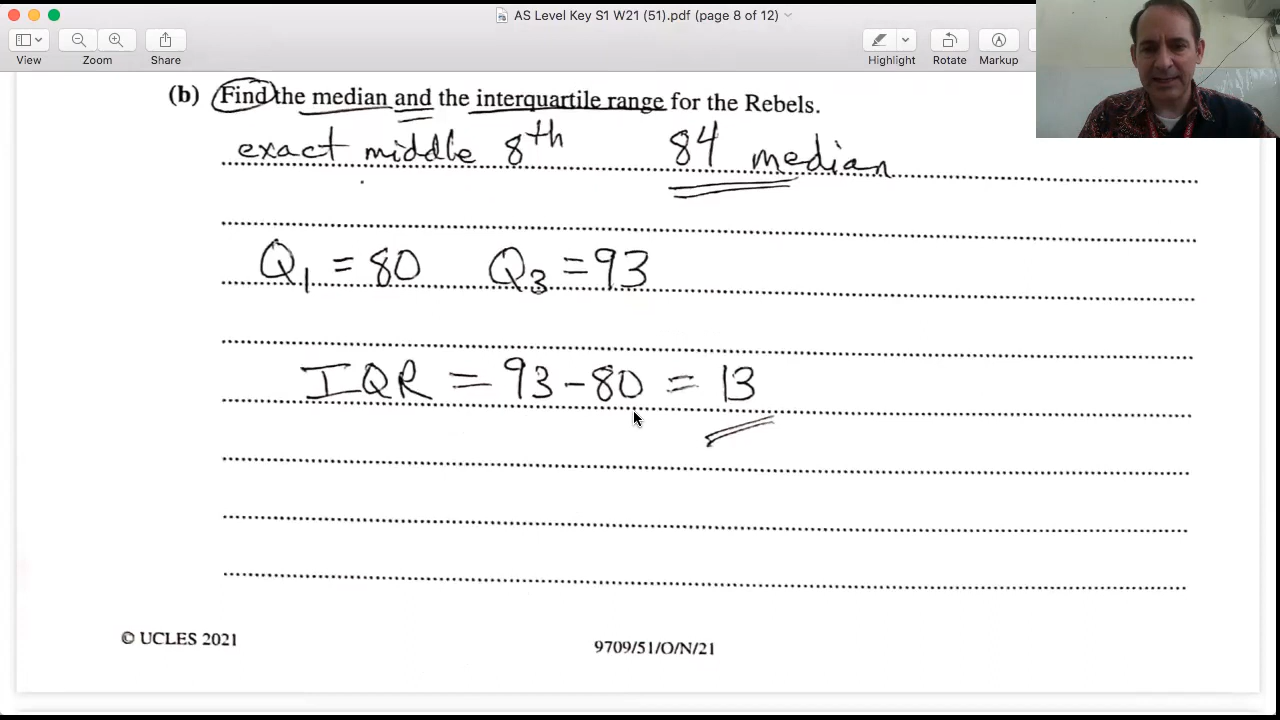 AS Level Key S1 W21 (51).pdf (page 8 of 12)
View Zoom Share Highlight Rotate Markup
(b) Find the median and the interquartile range for the Rebels.
exact middle 8th 84 median
Q1 = 80 Q3 = 93
IQR = 93 - 80 = 13
© UCLES 2021 9709/51/O/N/21